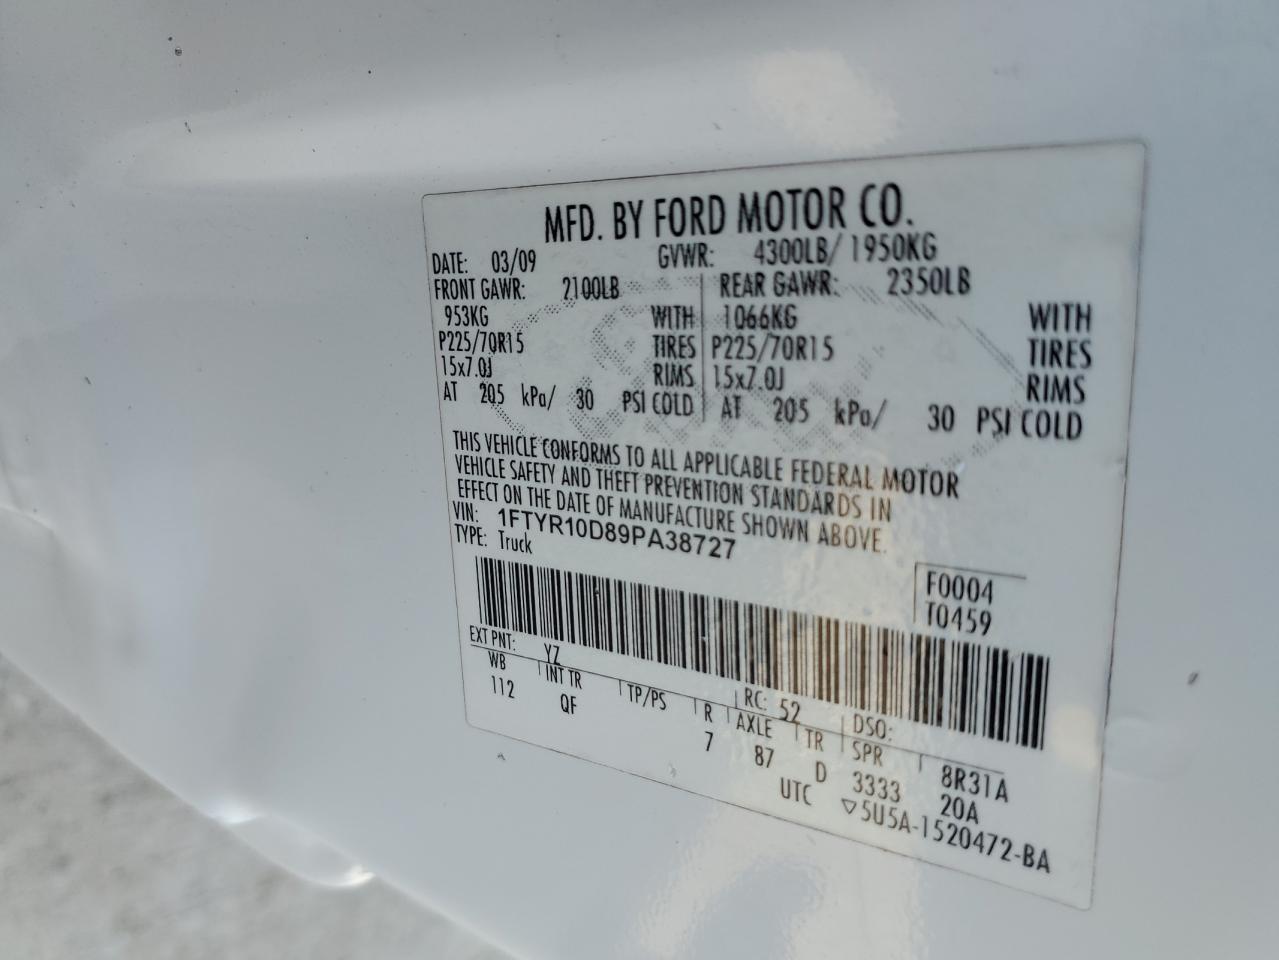 MFD. BY FORD MOTOR CO.
DATE: 03/09 GVWR: 4300LB/ 1950KG
FRONT GAWR: 2100LB REAR GAWR: 2350LB
953KG WITH 1066KG WITH
P225/70R15 TIRES P225/70R15 TIRES
15x7.0J RIMS 15x7.0J RIMS
AT 205 kPa/ 30 PSI COLD AT 205 kPa/ 30 PSI COLD
THIS VEHICLE CONFORMS TO ALL APPLICABLE FEDERAL MOTOR
VEHICLE SAFETY AND THEFT PREVENTION STANDARDS IN
EFFECT ON THE DATE OF MANUFACTURE SHOWN ABOVE.
VIN: 1FTYR10D89PA38727
TYPE: Truck
F0004
T0459
EXT PNT: YZ RC: 52 DSO:
WB INT TR TP/PS R AXLE TR SPR 8R31A
112 QF 7 87 D 3333 20A
UTC ▽5U5A-1520472-BA